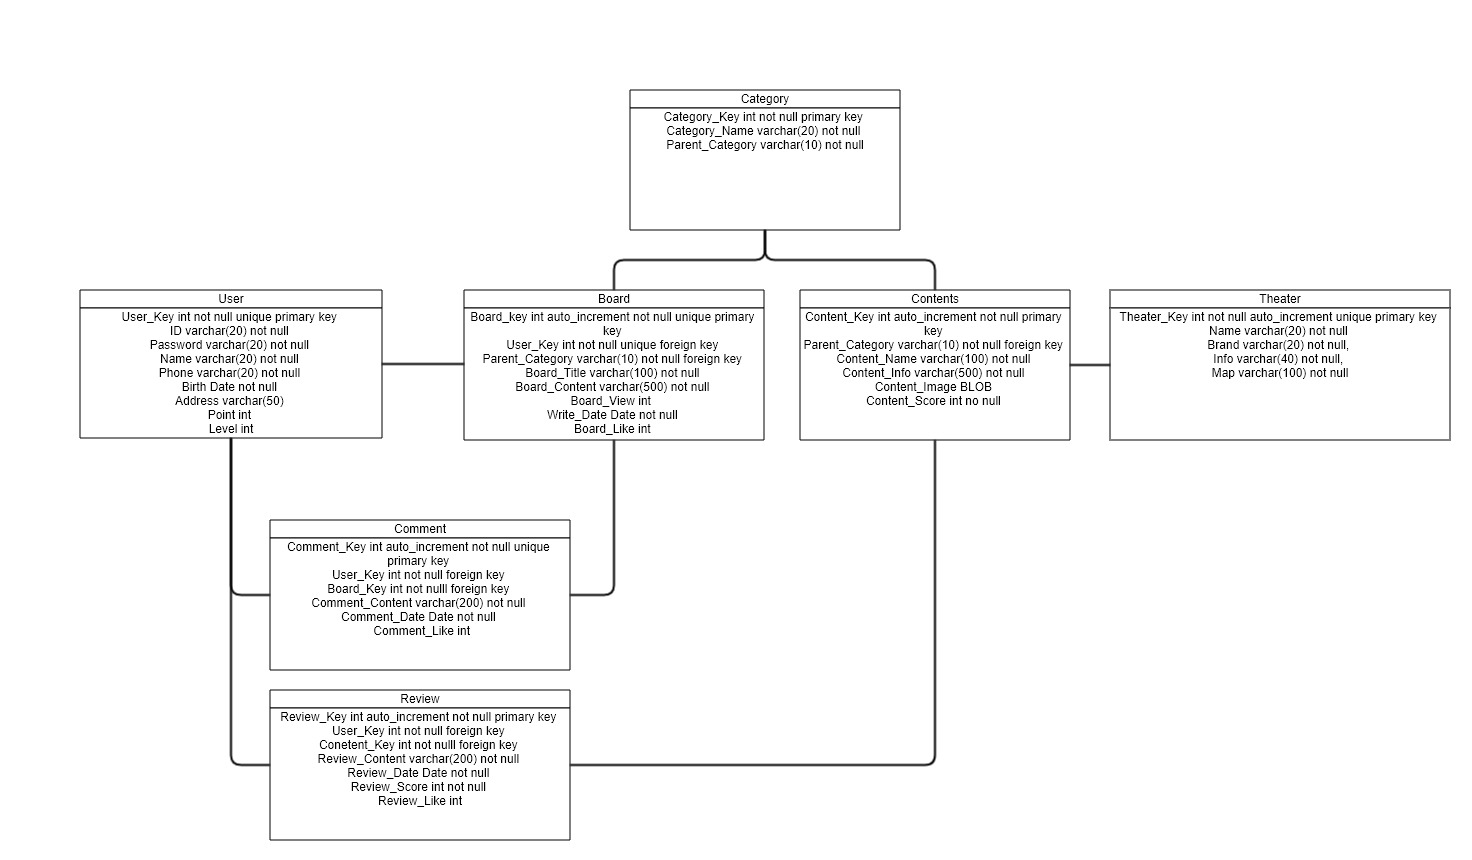 Category
Category_Key int not null primary key
Category_Name varchar(20) not null
Parent_Category varchar(10) not null
User
User_Key int not null unique primary key
ID varchar(20) not null
Password varchar(20) not null
Name varchar(20) not null
Phone varchar(20) not null
Birth Date not null
Address varchar(50)
Point int
Level int
Board
Board_key int auto_increment not null unique primary
key
User_Key int not null unique foreign key
Parent_Category varchar(10) not null foreign key
Board_Title varchar(100) not null
Board_Content varchar(500) not null
Board_View int
Write_Date Date not null
Board_Like int
Contents
Content_Key int auto_increment not null primary
key
Parent_Category varchar(10) not null foreign key
Content_Name varchar(100) not null
Content_Info varchar(500) not null
Content_Image BLOB
Content_Score int no null
Theater
Theater_Key int not null auto_increment unique primary key
Name varchar(20) not null
Brand varchar(20) not null,
Info varchar(40) not null,
Map varchar(100) not null
Comment
Comment_Key int auto_increment not null unique
primary key
User_Key int not null foreign key
Board_Key int not nulll foreign key
Comment_Content varchar(200) not null
Comment_Date Date not null
Comment_Like int
Review
Review_Key int auto_increment not null primary key
User_Key int not null foreign key
Conetent_Key int not nulll foreign key
Review_Content varchar(200) not null
Review_Date Date not null
Review_Score int not null
Review_Like int